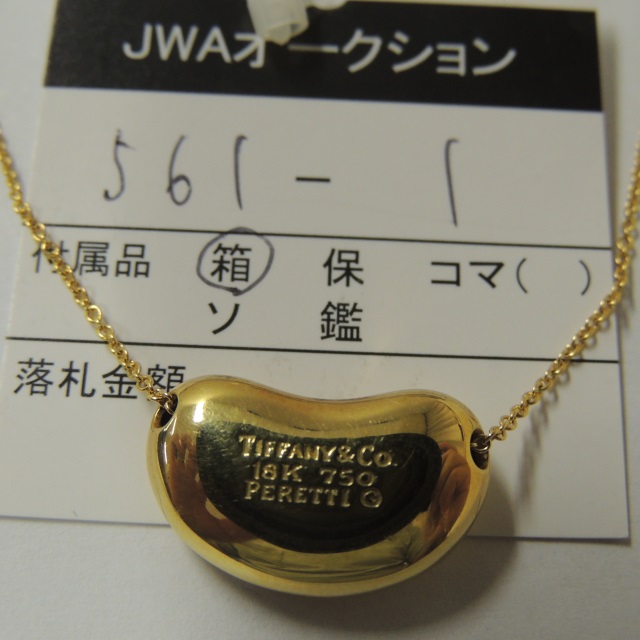 JWAオークション
561-1
付属品 箱 保 コマ( )
ソ 鑑
落札金額
TIFFANY&CO.
18K 750
PERETTI ©